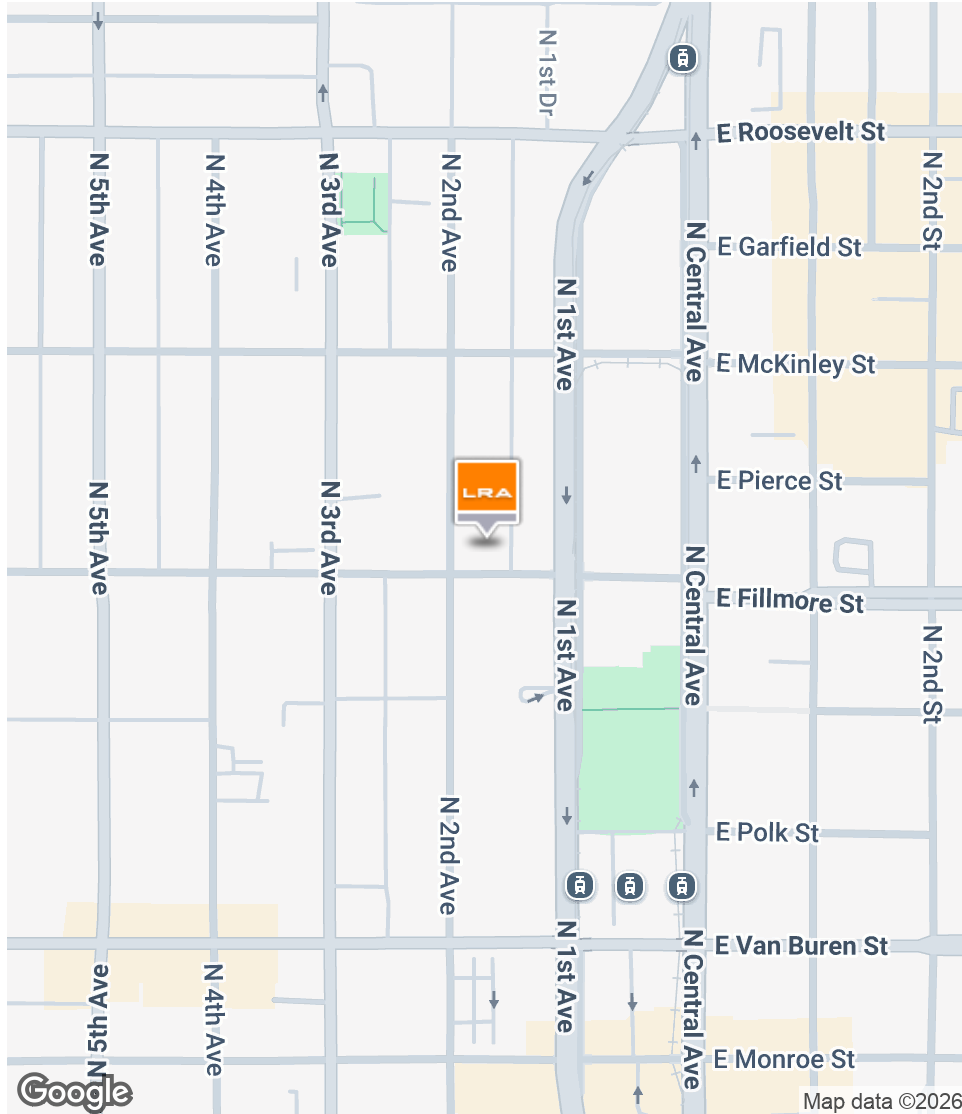 N 1st Dr
E Roosevelt St
N 5th Ave
N 4th Ave
N 3rd Ave
N 2nd Ave
N 2nd St
E Garfield St
N Central Ave
N 1st Ave
E McKinley St
LRA
E Pierce St
N 5th Ave
N 3rd Ave
N Central Ave
E Fillmore St
N 1st Ave
N 2nd St
N 2nd Ave
E Polk St
N 1st Ave
N Central Ave
E Van Buren St
N 5th Ave
N 4th Ave
E Monroe St
Google
Map data ©2026